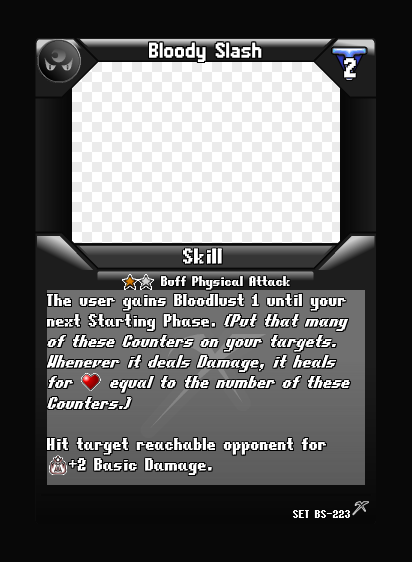 Bloody Slash
2
Skill
Buff Physical Attack
The user gains Bloodlust 1 until your
next Starting Phase. (Put that many
of these Counters on your targets.
Whenever it deals Damage, it heals
for equal to the number of these
Counters.)
Hit target reachable opponent for
+2 Basic Damage.
SET BS-223